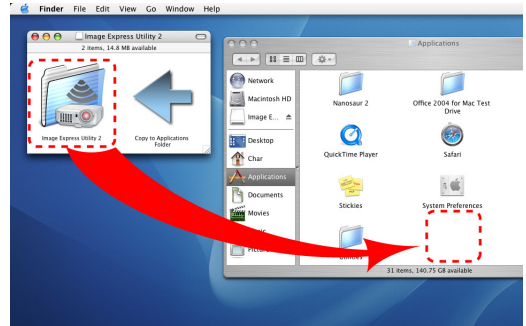 Finder File Edit View Go Window Help
Image Express Utility 2
2 items, 14.8 MB available
Image Express Utility 2
Copy to Applications
Folder
Applications
Network
Macintosh HD
Image E...
Desktop
Char
Applications
Documents
Movies
Nanosaur 2
Office 2004 for Mac Test
Drive
QuickTime Player
Safari
Stickies
System Preferences
Utilities
31 items, 140.75 GB available